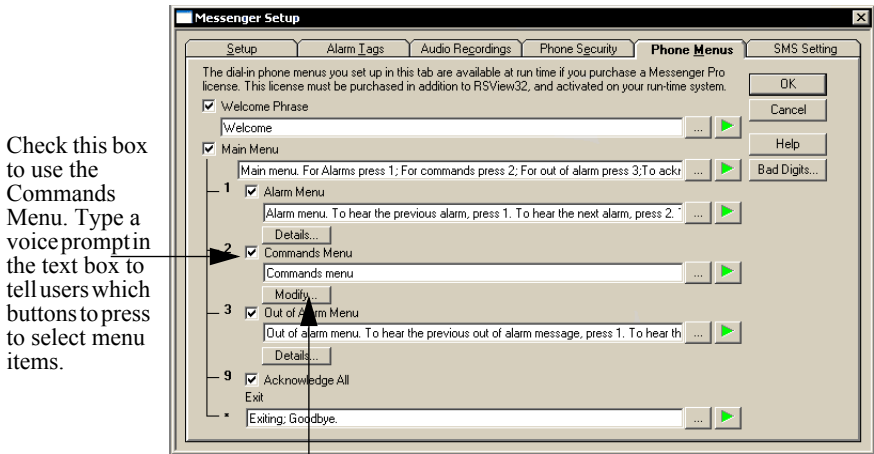 Messenger Setup
Setup
Alarm Tags
Audio Recordings
Phone Security
Phone Menus
SMS Setting
The dial-in phone menus you set up in this tab are available at run time if you purchase a Messenger Pro
license. This license must be purchased in addition to RSView32, and activated on your run-time system.
OK
Cancel
Help
Bad Digits...
Welcome Phrase
Welcome
...
Main Menu
Main menu. For Alarms press 1; For commands press 2; For out of alarm press 3;To ackr
...
1 Alarm Menu
Alarm menu. To hear the previous alarm, press 1. To hear the next alarm, press 2.
...
Details...
2 Commands Menu
Commands menu
...
Modify...
3 Out of Alarm Menu
Out of alarm menu. To hear the previous out of alarm message, press 1. To hear th
...
Details...
9 Acknowledge All
Exit
* Exiting; Goodbye.
...
Check this box
to use the
Commands
Menu. Type a
voice prompt in
the text box to
tell users which
buttons to press
to select menu
items.